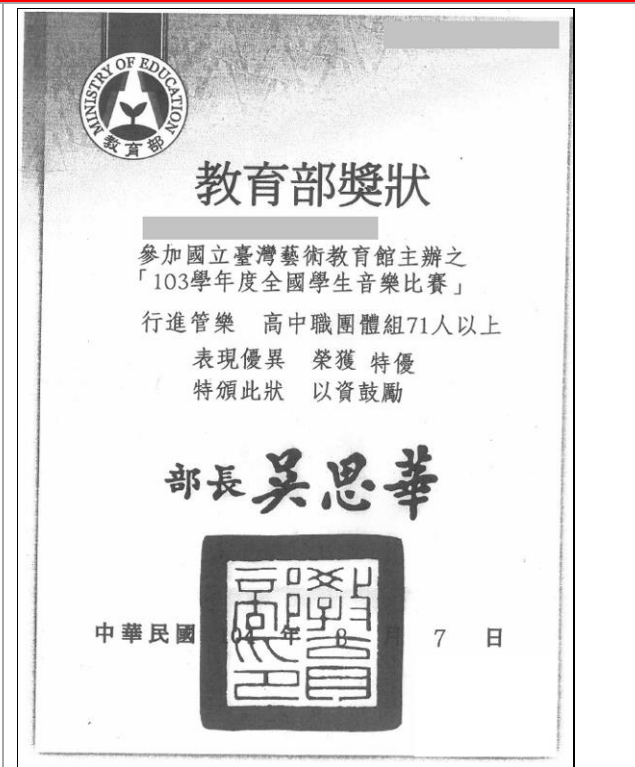 MINISTRY OF EDUCATION
教育部
教育部獎狀
參加國立臺灣藝術教育館主辦之
「103學年度全國學生音樂比賽」
行進管樂 高中職團體組71人以上
表現優異 榮獲 特優
特頒此狀 以資鼓勵
部長 吳思華
中華民國 104 年 8 月 7 日